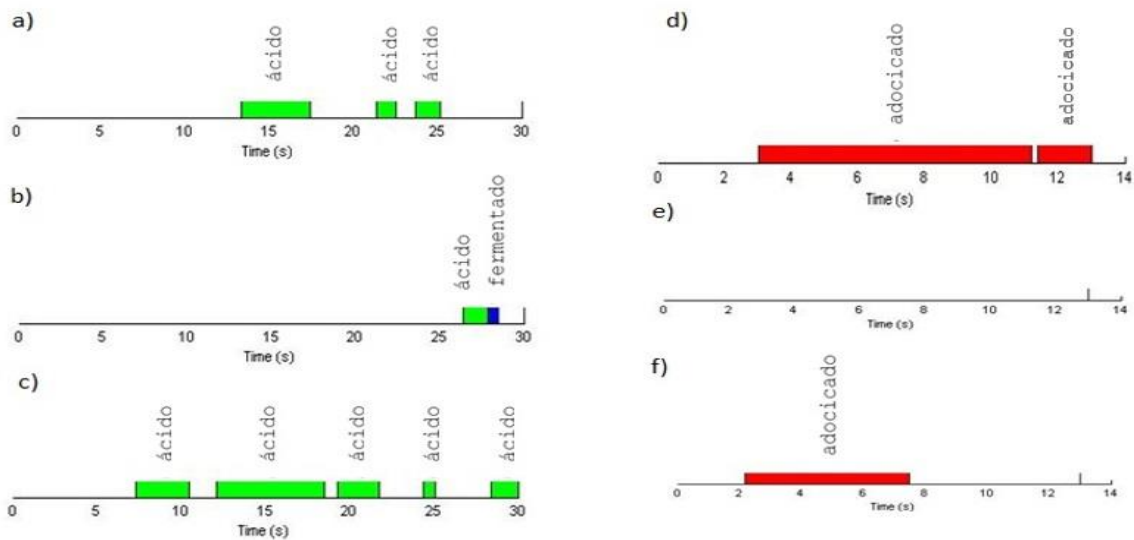 a)
ácido ácido ácido
0 5 10 15 20 25 30
Time (s)
b)
ácido fermentado
0 5 10 15 20 25 30
Time (s)
c)
ácido ácido ácido ácido ácido
0 5 10 15 20 25 30
Time (s)
d)
adocicado adocicado
0 2 4 6 8 10 12 14
Time (s)
e)
0 2 4 6 8 10 12 14
Time (s)
f)
adocicado
0 2 4 6 8 10 12 14
Time (s)